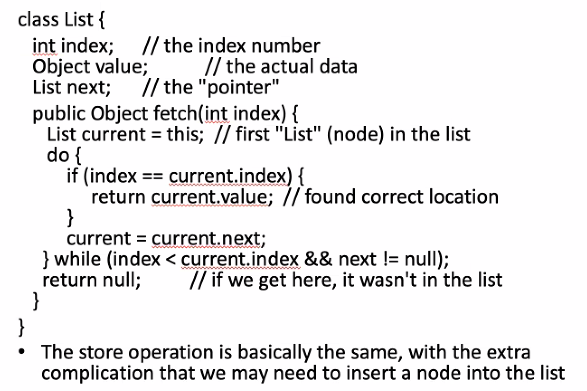 class List {
int index; // the index number
Object value; // the actual data
List next; // the "pointer"
public Object fetch(int index) {
List current = this; // first "List" (node) in the list
do {
if (index == current.index) {
return current.value; // found correct location
}
current = current.next;
} while (index < current.index && next != null);
return null; // if we get here, it wasn't in the list
}
}
• The store operation is basically the same, with the extra
complication that we may need to insert a node into the list